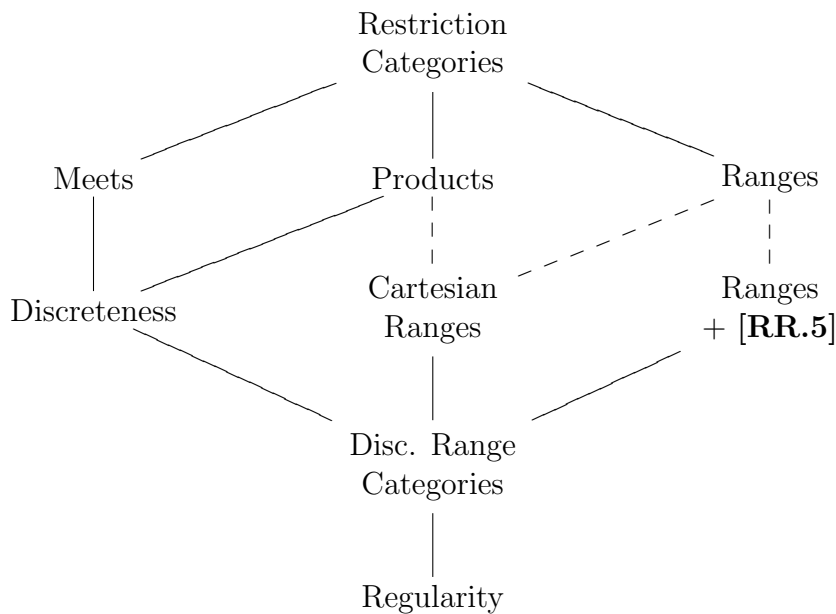 Restriction
Categories
Meets
Products
Ranges
Discreteness
Cartesian
Ranges
Ranges
+ [RR.5]
Disc. Range
Categories
Regularity